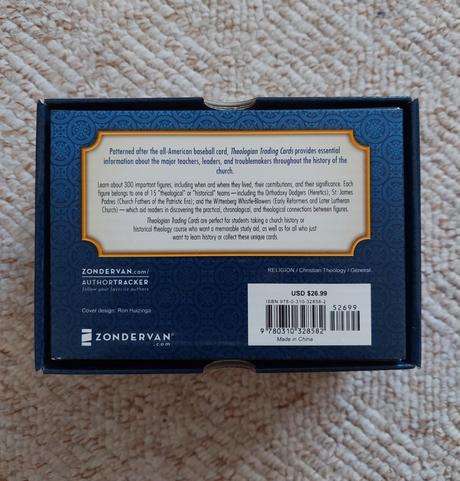 Patterned after the all-American baseball card, Theologian Trading Cards provides essential
information about the major teachers, leaders, and troublemakers throughout the history of the
church.
Learn about 300 important figures, including when and where they lived, their contributions, and their significance. Each
figure belongs to one of 15 "theological" or "historical" teams — including the Orthodoxy Dodgers (Heretics); St. James
Padres (Church Fathers of the Patristic Era); and the Wittenberg Whistle-Blowers (Early Reformers and Later Lutheran
Church) — which aid readers in discovering the practical, chronological, and theological connections between figures.
Theologian Trading Cards are perfect for students taking a church history or
historical theology course who want a memorable study aid, as well as for all who just
want to learn history or collect these unique cards.
ZONDERVAN.com/
AUTHORTRACKER
follow your favorite authors
RELIGION / Christian Theology / General
USD $26.99
ISBN 978-0-310-32858-2
52699
9 780310 328582
Made in China
Cover design: Ron Huizinga
ZONDERVAN®
.com